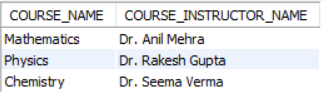 COURSE_NAME COURSE_INSTRUCTOR_NAME
Mathematics Dr. Anil Mehra
Physics Dr. Rakesh Gupta
Chemistry Dr. Seema Verma